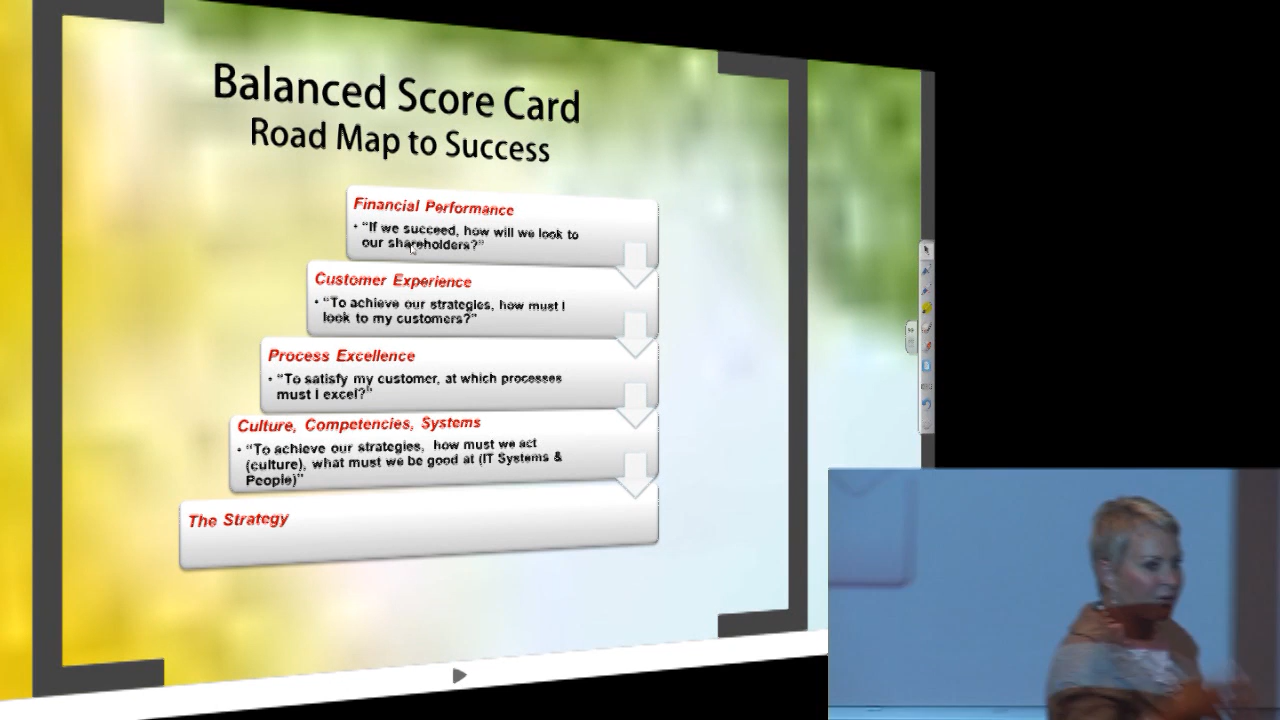 Balanced Score Card
Road Map to Success
Financial Performance
• “If we succeed, how will we look to
our shareholders?”
Customer Experience
• “To achieve our strategies, how must I
look to my customers?”
Process Excellence
• “To satisfy my customer, at which processes
must I excel?”
Culture, Competencies, Systems
• “To achieve our strategies,  how must we act
(culture), what must we be good at (IT Systems &
People)”
The Strategy